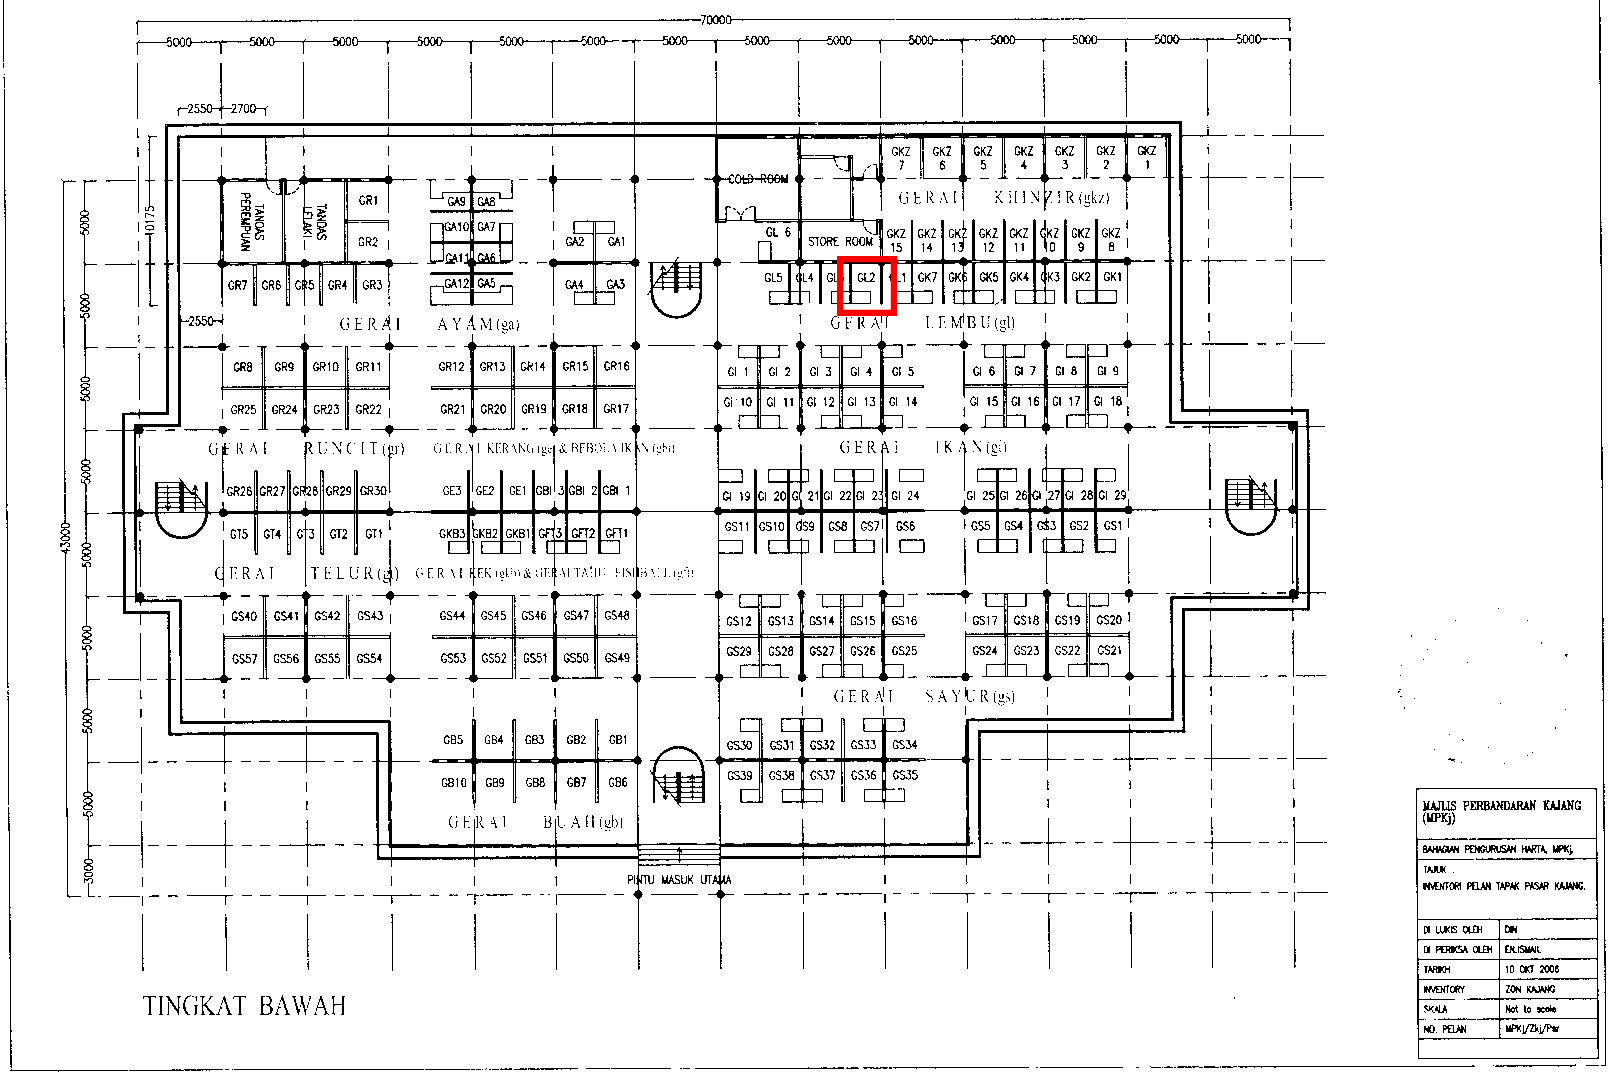 70000
5000 5000 5000 5000 5000 5000 5000 5000 5000 5000 5000 5000 5000 5000
2550 2700
GKZ 7 GKZ 6 GKZ 5 GKZ 4 GKZ 3 GKZ 2 GKZ 1
COLD ROOM
GERAI KHINZIR(gkz)
TANDAS PEREMPUAN
TANDAS LELAKI
GR1
GR2
GA9 GA8
GA10 GA7
GA11 GA6
GA12 GA5
GA2 GA1
GA4 GA3
GL 6
STORE ROOM
GKZ 15 GKZ 14 GKZ 13 GKZ 12 GKZ 11 GKZ 10 GKZ 9 GKZ 8
10175
5000
GR7 GR6 GR5 GR4 GR3
GL5 GL4 GL2 GL1 GK7 GK6 GK5 GK4 GK3 GK2 GK1
5000
2550
GERAI AYAM(ga)
GERAI LEMBU(gl)
GR8 GR9 GR10 GR11 GR12 GR13 GR14 GR15 GR16
GI 1 GI 2 GI 3 GI 4 GI 5 GI 6 GI 7 GI 8 GI 9
5000
GR25 GR24 GR23 GR22 GR21 GR20 GR19 GR18 GR17
GI 10 GI 11 GI 12 GI 13 GI 14 GI 15 GI 16 GI 17 GI 18
GERAI RUNCIT(gr)
GERAI KERANG(ge) & BEBOLA IKAN(gbi)
GERAI IKAN(gi)
5000
GR26 GR27 GR28 GR29 GR30 GE3 GE2 GE1 GBI 3 GBI 2 GBI 1
GI 19 GI 20 GI 21 GI 22 GI 23 GI 24 GI 25 GI 26 GI 27 GI 28 GI 29
43000
GT5 GT4 GT3 GT2 GT1 GKB3 GKB2 GKB1 GFT3 GFT2 GFT1
GS11 GS10 GS9 GS8 GS7 GS6 GS5 GS4 GS3 GS2 GS1
5000
GERAI TELUR(gt)
GS40 GS41 GS42 GS43 GS44 GS45 GS46 GS47 GS48
GS12 GS13 GS14 GS15 GS16 GS17 GS18 GS19 GS20
5000
GS57 GS56 GS55 GS54 GS53 GS52 GS51 GS50 GS49
GS29 GS28 GS27 GS26 GS25 GS24 GS23 GS22 GS21
GERAI SAYUR(gs)
5000
GB5 GB4 GB3 GB2 GB1
GS30 GS31 GS32 GS33 GS34
GB10 GB9 GB8 GB7 GB6
GS39 GS38 GS37 GS36 GS35
5000
GERAI BUAH(gb)
3000
PINTU MASUK UTAMA
TINGKAT BAWAH
MAJLIS PERBANDARAN KAJANG
(MPKj)
BAHAGIAN PENGURUSAN HARTA, MPKj.
TAJUK .
INVENTORI PELAN TAPAK PASAR KAJANG.
DI LUKIS OLEH DIN
DI PERIKSA OLEH EN.ISMAIL
TARIKH 10 OKT 2006
INVENTORY ZON KAJANG
SKALA Not to scale
NO. PELAN MPKj/Zkj/Psr